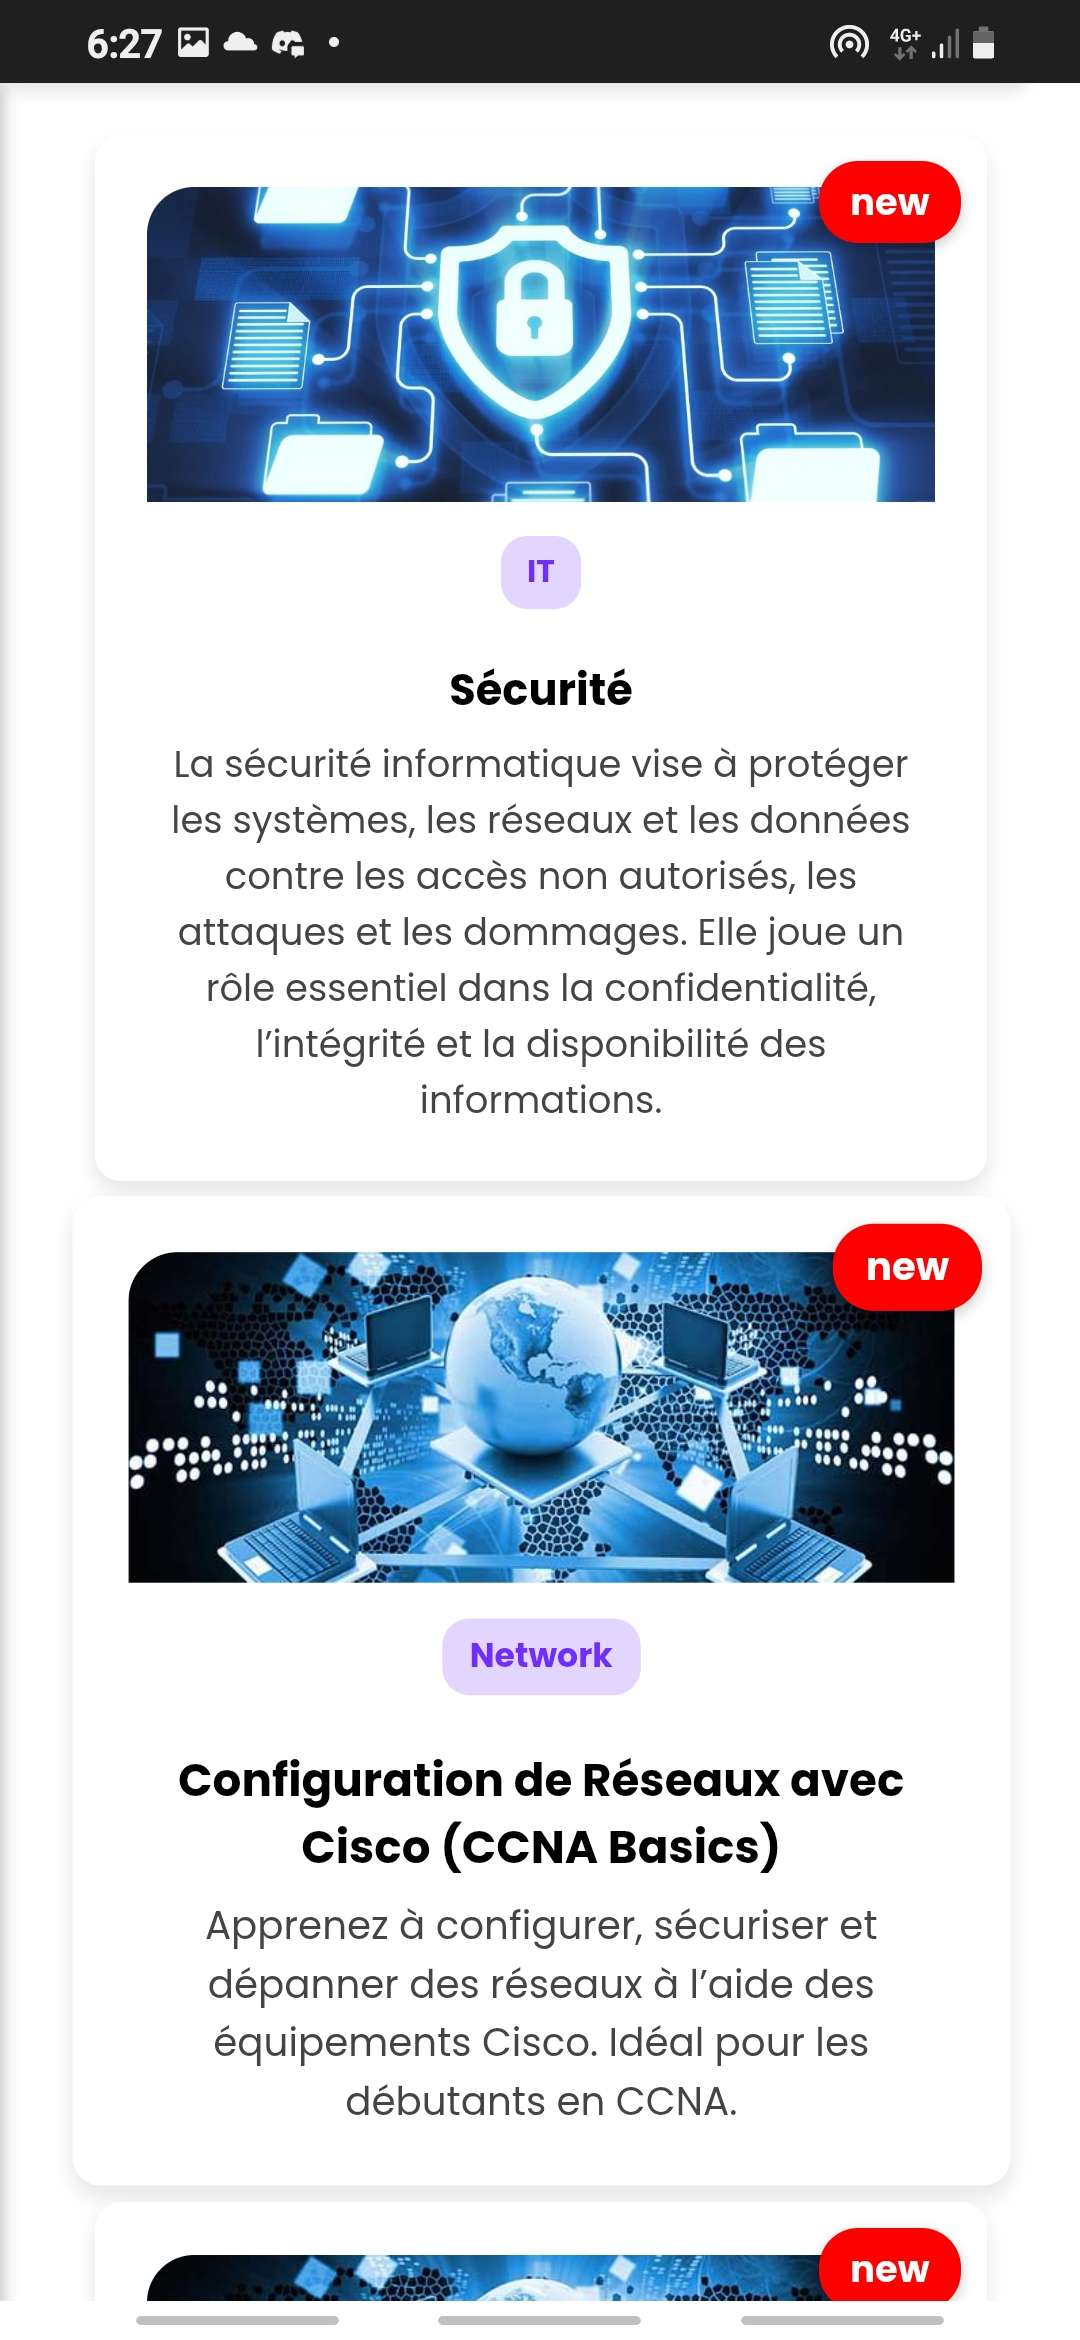 6:27
4G+
new
IT
Sécurité
La sécurité informatique vise à protéger
les systèmes, les réseaux et les données
contre les accès non autorisés, les
attaques et les dommages. Elle joue un
rôle essentiel dans la confidentialité,
l’intégrité et la disponibilité des
informations.
new
Network
Configuration de Réseaux avec
Cisco (CCNA Basics)
Apprenez à configurer, sécuriser et
dépanner des réseaux à l’aide des
équipements Cisco. Idéal pour les
débutants en CCNA.
new